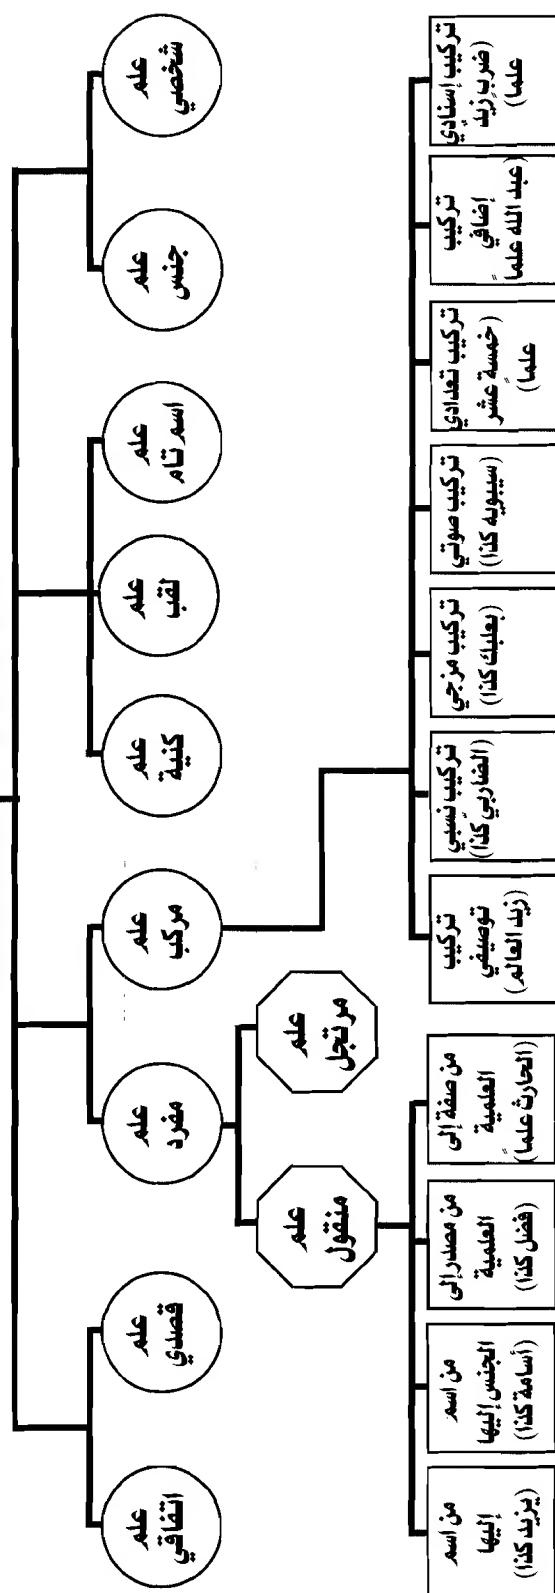 علم
شخصي
علم
جنس
علم
اسم تام
علم
لقب
علم
كنية
علم
مركب
علم
مفرد
علم
قصدي
علم
اتفاقي
علم
مرتجل
علم
منقول
تركيب إسنادي
(ضرب زيد
علما)
تركيب
إضافي
(عبد الله علماً)
تركيب تعدادي
(خمسة عشر
علماً)
تركيب صوتي
(سيبويه كذا)
تركيب مزجي
(بعلبك كذا)
تركيب نسبي
(الضاربي كذا)
تركيب
توصيفي
(زيد العالم)
من صفة إلى
العلمية
(الحارث علماً)
من مصدر إلى
العلمية
(فضل كذا)
من اسم
الجنس إليها
(أسامة كذا)
من اسم
إليها
(يزيد كذا)